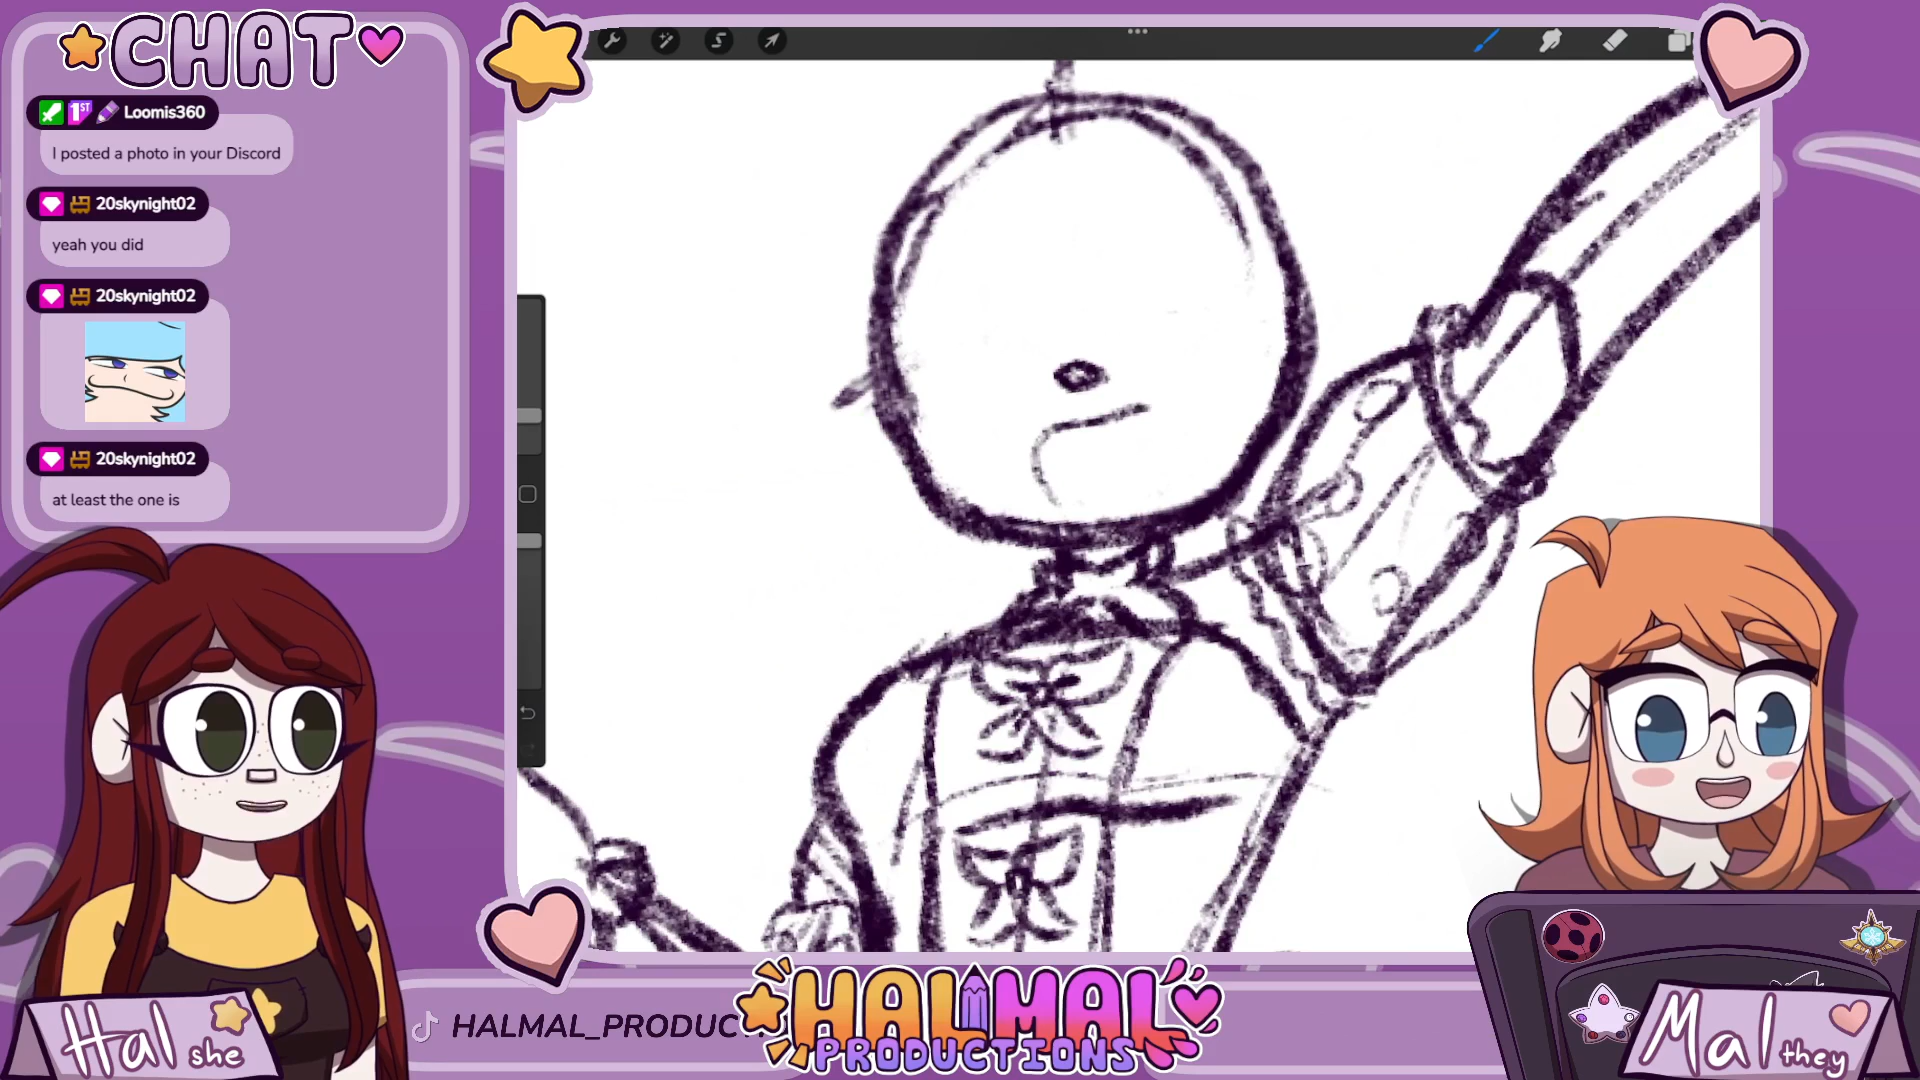 CHAT
1ST Loomis360
I posted a photo in your Discord
20skynight02
yeah you did
20skynight02
20skynight02
at least the one is
Hal she
HALMAL_PRODUC
HALMAL
PRODUCTIONS
Mal they